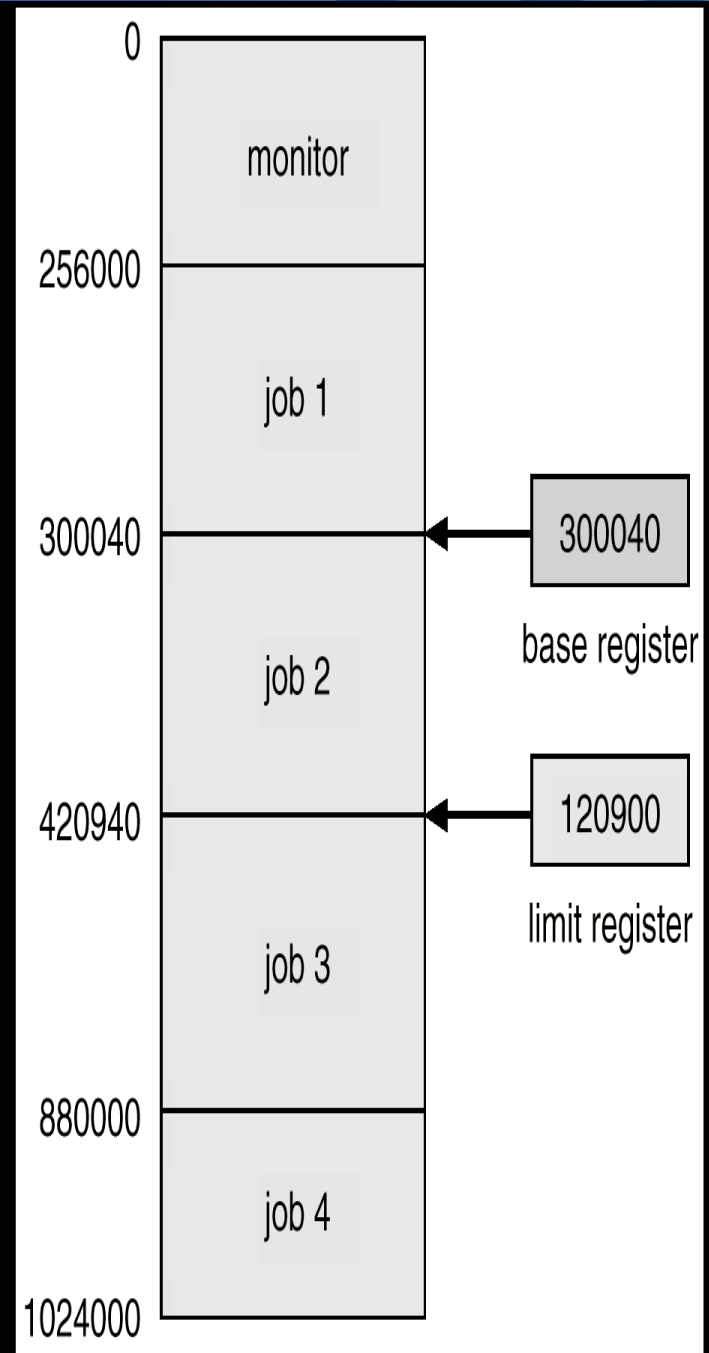 0
monitor
256000
job 1
300040
300040
base register
job 2
120900
420940
limit register
job 3
880000
job 4
1024000